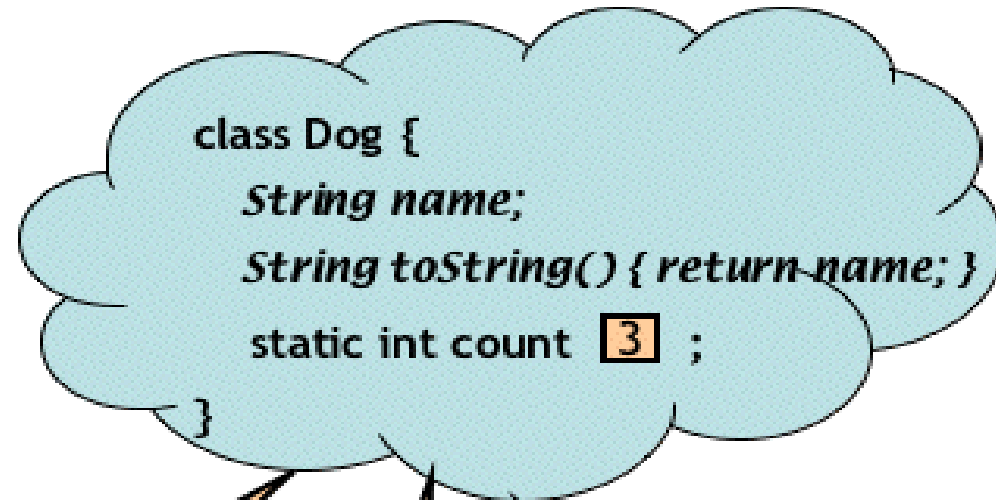 class Dog {
String name;
String toString() { return name; }
static int count 3 ;
}